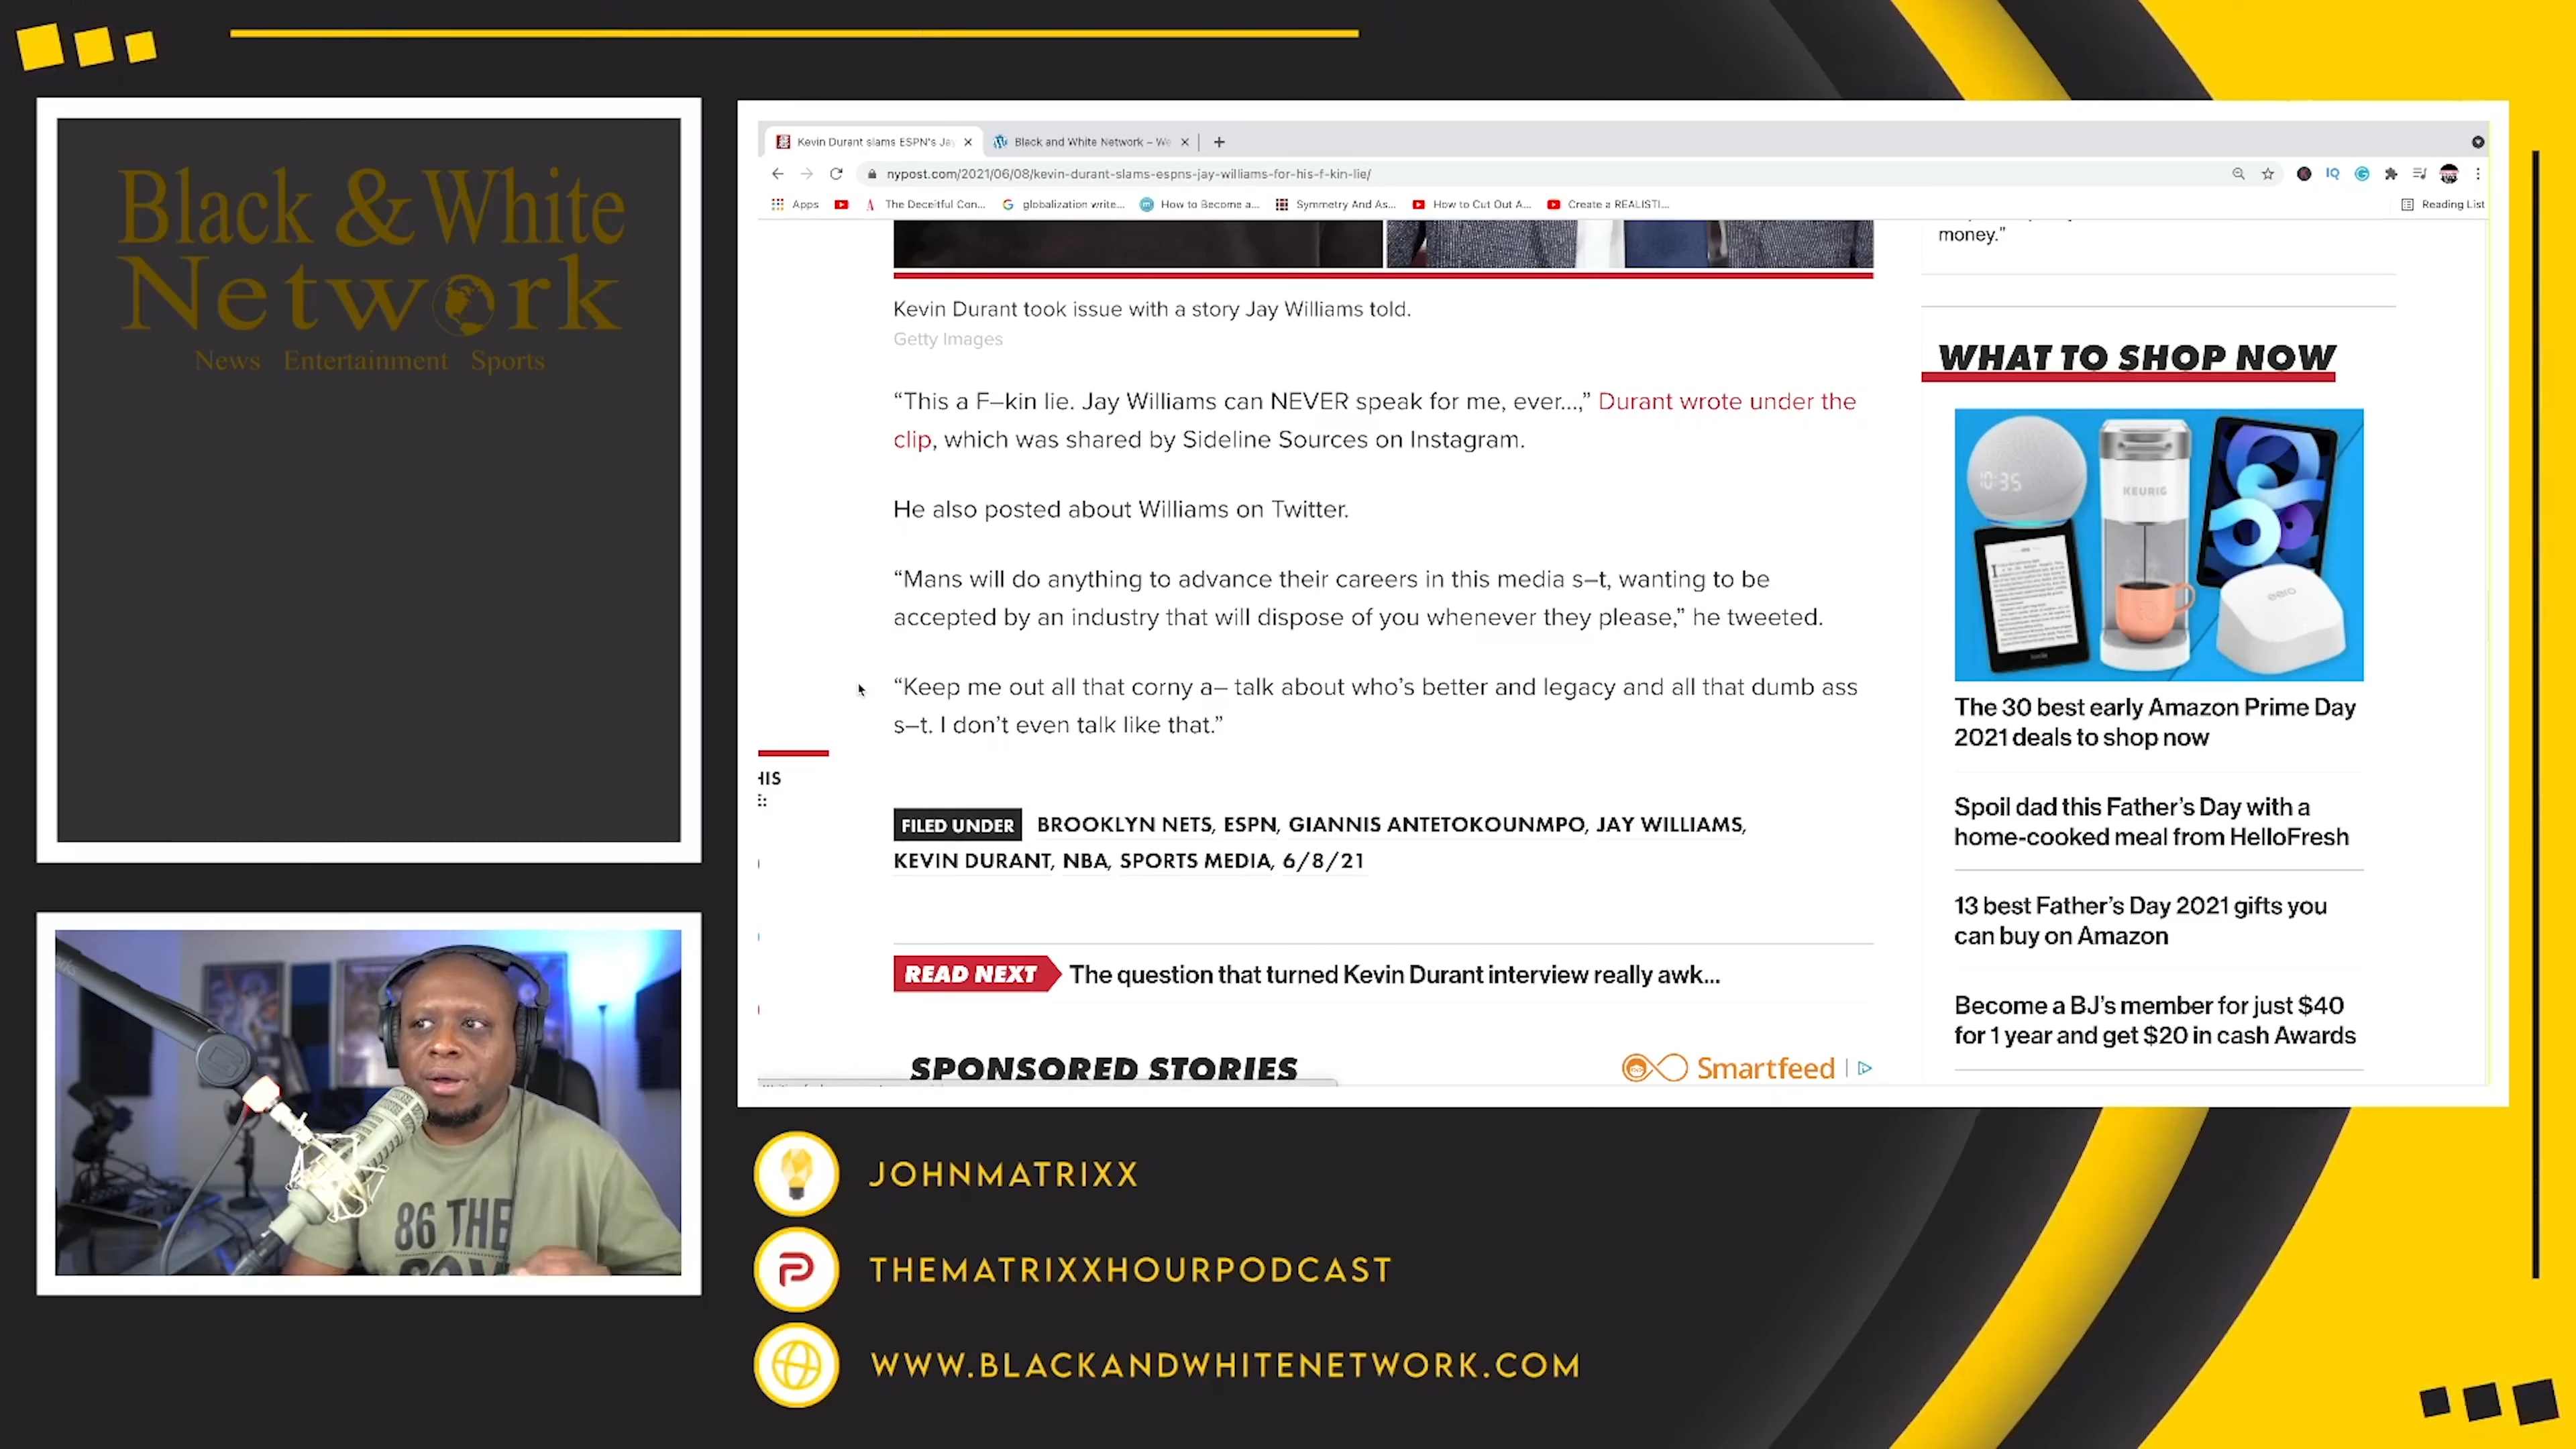 Black & White
Network
News Entertainment Sports
Kevin Durant slams ESPN's Ja
Black and White Network – We
nypost.com/2021/06/08/kevin-durant-slams-espns-jay-williams-for-his-f-kin-lie/
Apps
The Deceitful Con...
globalization write...
How to Become a...
Symmetry And As...
How to Cut Out A...
Create a REALISTI...
Reading List
money."
Kevin Durant took issue with a story Jay Williams told.
Getty Images
“This a F—kin lie. Jay Williams can NEVER speak for me, ever…,” Durant wrote under the
clip, which was shared by Sideline Sources on Instagram.
He also posted about Williams on Twitter.
“Mans will do anything to advance their careers in this media s—t, wanting to be
accepted by an industry that will dispose of you whenever they please,” he tweeted.
“Keep me out all that corny a— talk about who’s better and legacy and all that dumb ass
s—t. I don’t even talk like that.”
HIS
FILED UNDER BROOKLYN NETS, ESPN, GIANNIS ANTETOKOUNMPO, JAY WILLIAMS,
KEVIN DURANT, NBA, SPORTS MEDIA, 6/8/21
READ NEXT The question that turned Kevin Durant interview really awk...
SPONSORED STORIES
Smartfeed
WHAT TO SHOP NOW
10:35
KEURIG
eero
kindle
The 30 best early Amazon Prime Day
2021 deals to shop now
Spoil dad this Father’s Day with a
home-cooked meal from HelloFresh
13 best Father’s Day 2021 gifts you
can buy on Amazon
Become a BJ’s member for just $40
for 1 year and get $20 in cash Awards
86 THE
JOHNMATRIXX
THEMATRIXXHOURPODCAST
WWW.BLACKANDWHITENETWORK.COM